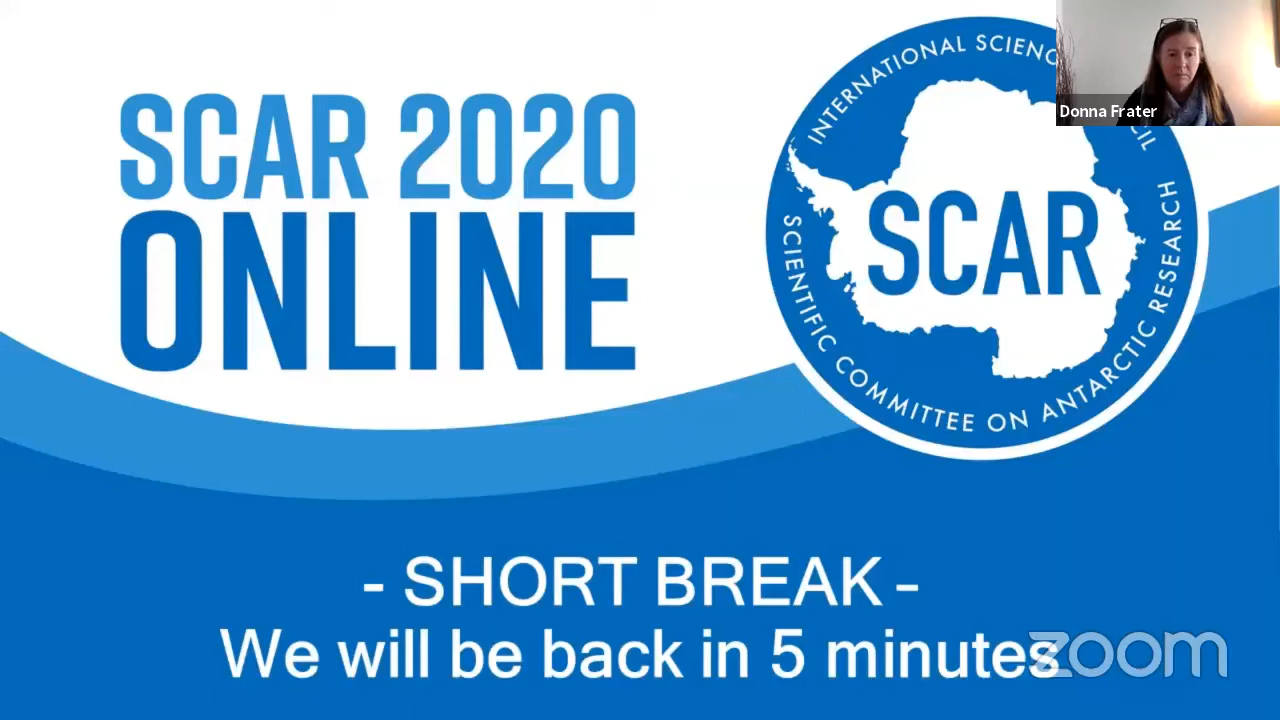 SCAR 2020
ONLINE
INTERNATIONAL SCIENC
CIL
SCAR
SCIENTIFIC COMMITTEE ON ANTARCTIC RESEARCH
Donna Frater
- SHORT BREAK -
We will be back in 5 minutes
zoom